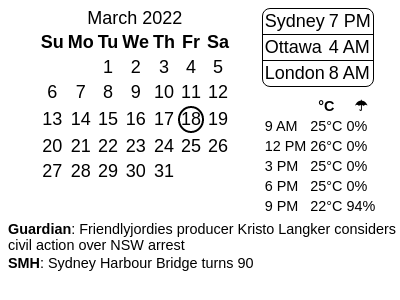 March 2022
Su Mo Tu We Th Fr Sa
1 2 3 4 5
6 7 8 9 10 11 12
13 14 15 16 17 18 19
20 21 22 23 24 25 26
27 28 29 30 31
Sydney 7 PM
Ottawa 4 AM
London 8 AM
°C ☂
9 AM 25°C 0%
12 PM 26°C 0%
3 PM 25°C 0%
6 PM 25°C 0%
9 PM 22°C 94%
Guardian: Friendlyjordies producer Kristo Langker considers
civil action over NSW arrest
SMH: Sydney Harbour Bridge turns 90